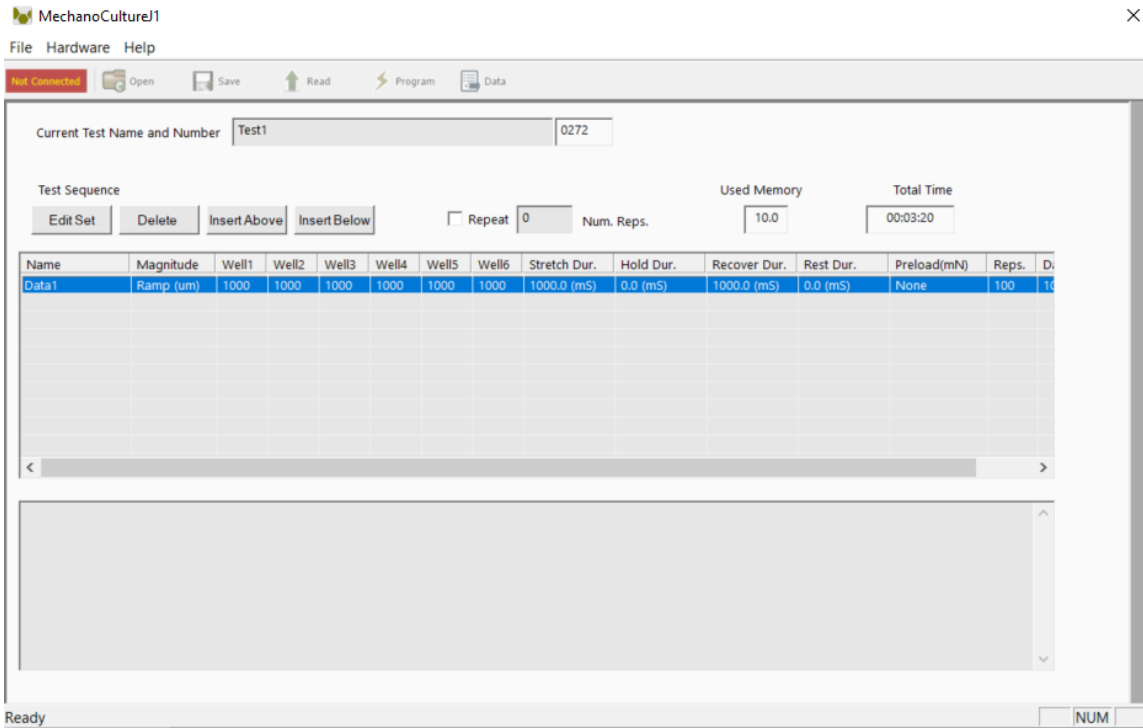 MechanoCultureJ1
File Hardware Help
Not Connected Open Save Read Program Data
Current Test Name and Number Test1 0272
Test Sequence Used Memory Total Time
Edit Set Delete Insert Above Insert Below Repeat 0 Num. Reps. 10.0 00:03:20
Name Magnitude Well1 Well2 Well3 Well4 Well5 Well6 Stretch Dur. Hold Dur. Recover Dur. Rest Dur. Preload(mN) Reps.
Data1 Ramp (um) 1000 1000 1000 1000 1000 1000 1000.0 (mS) 0.0 (mS) 1000.0 (mS) 0.0 (mS) None 100
Ready NUM